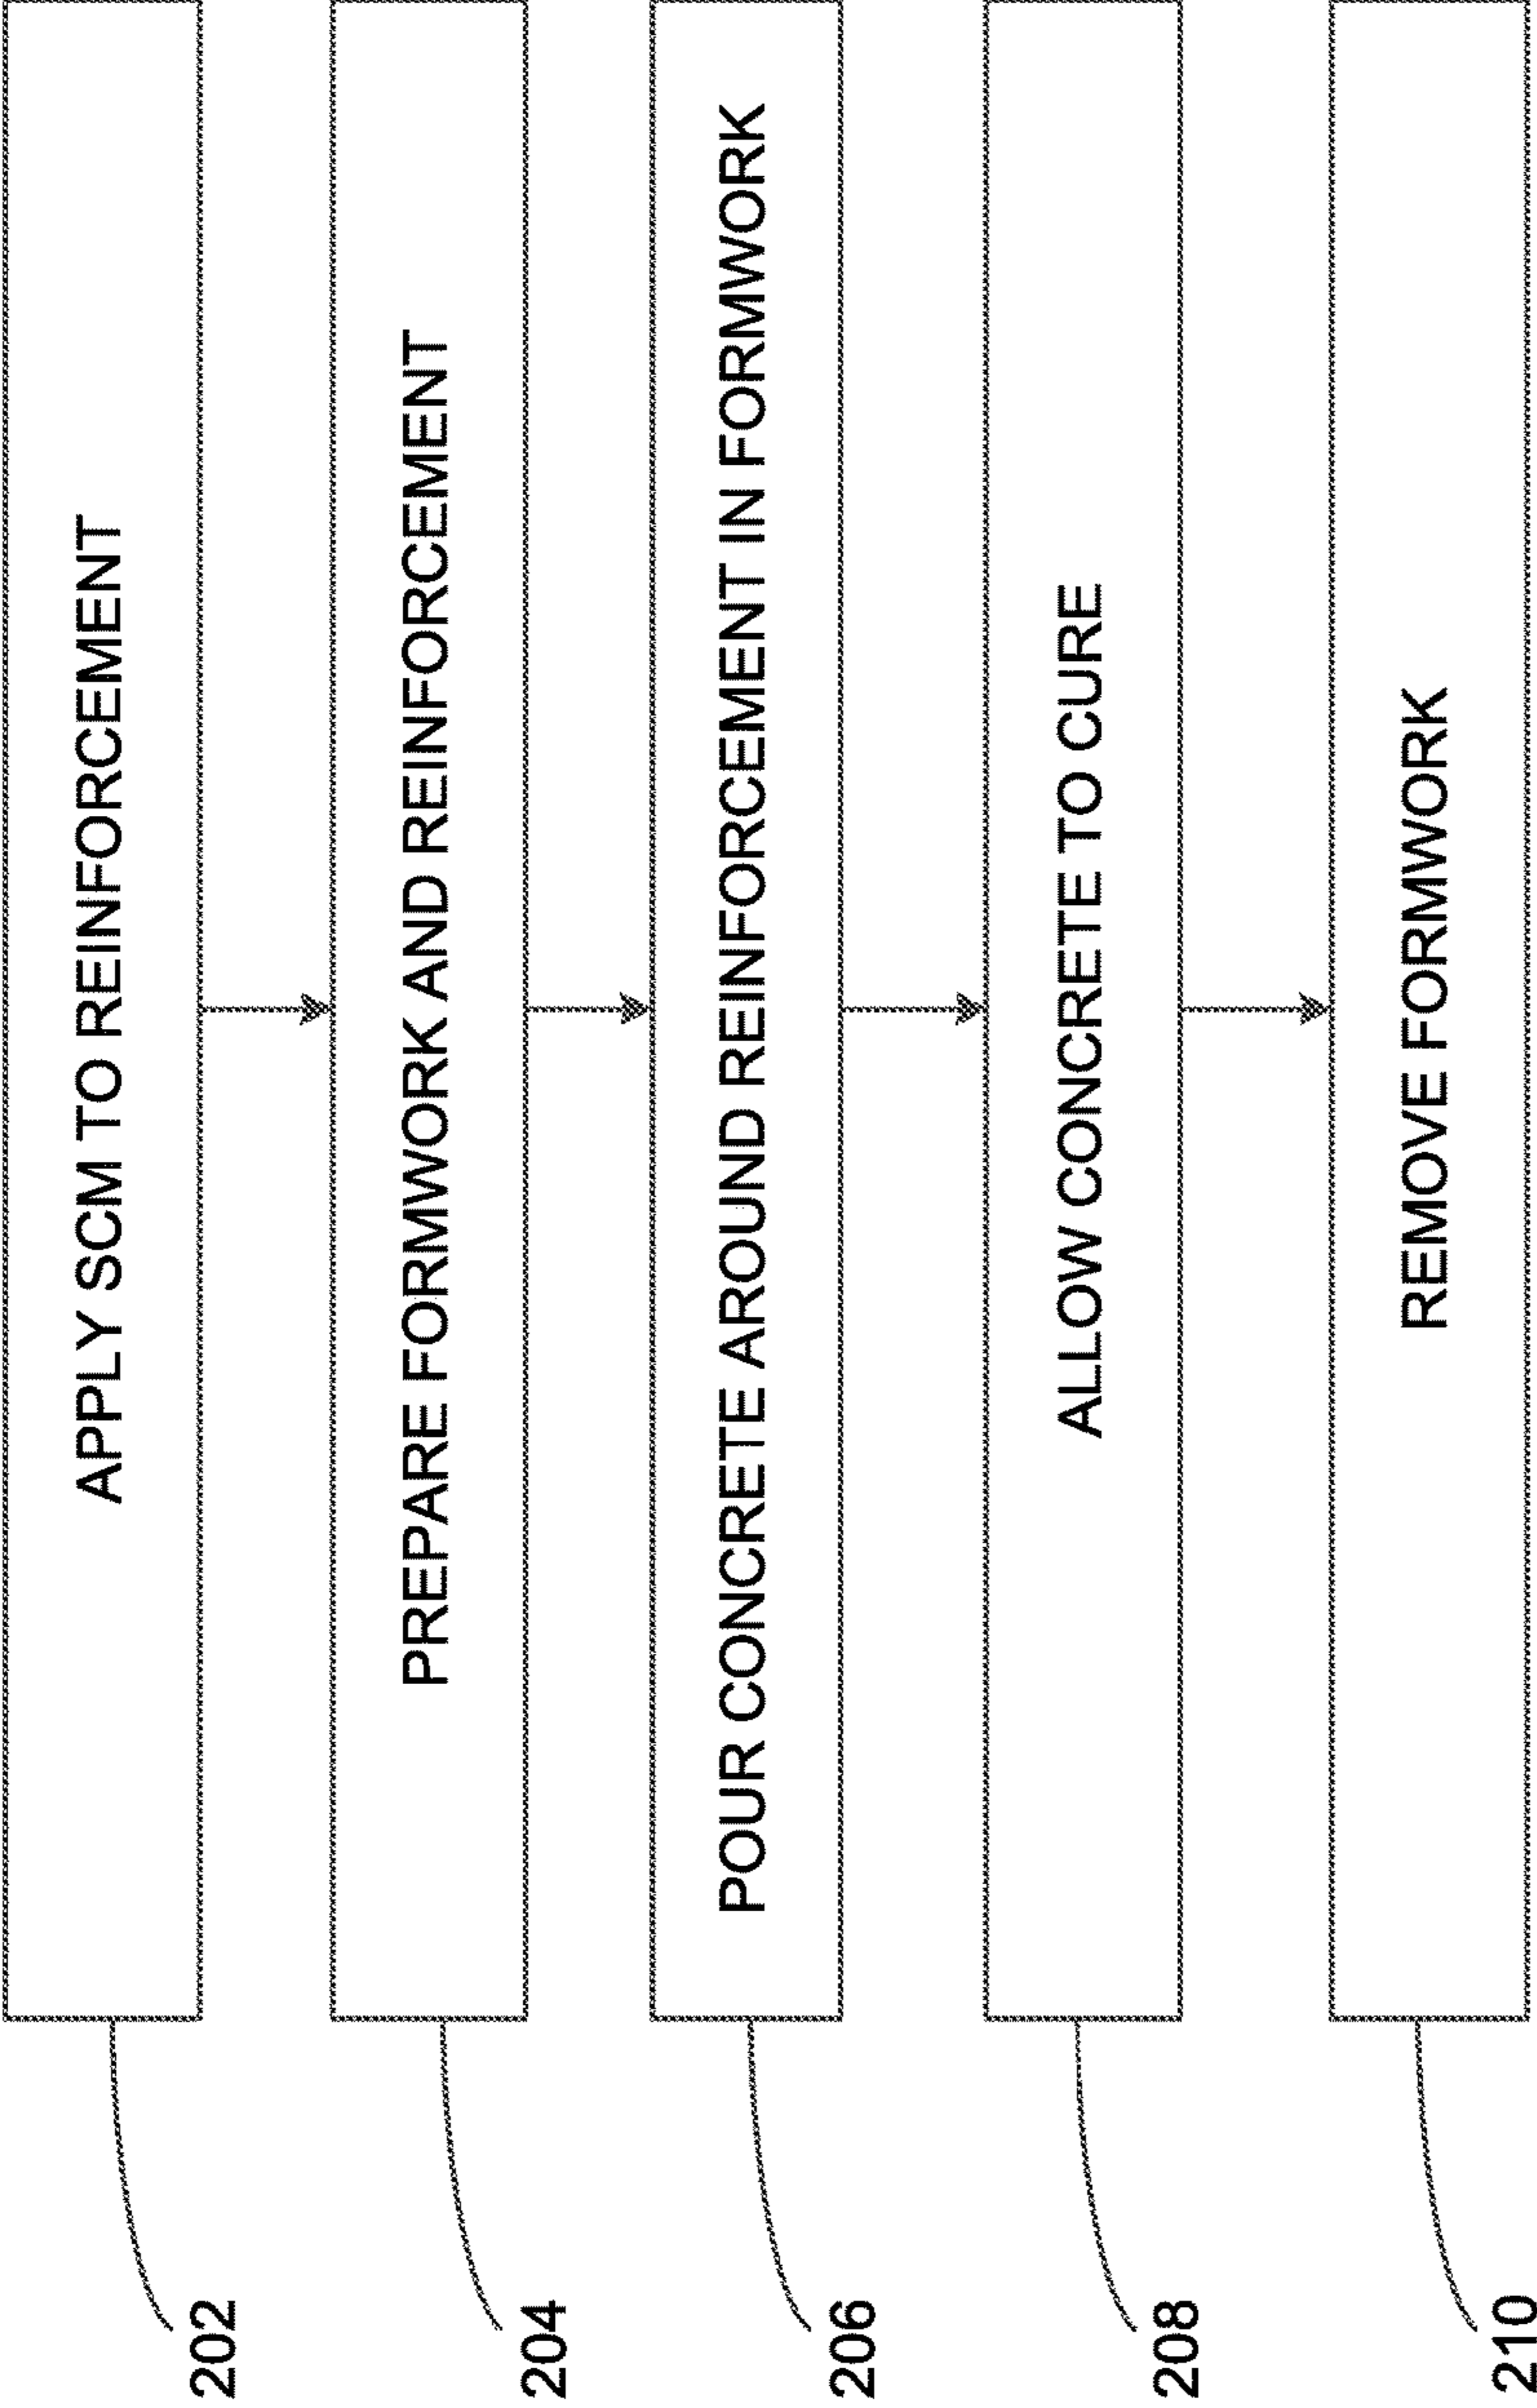 202
APPLY SCM TO REINFORCEMENT
204
PREPARE FORMWORK AND REINFORCEMENT
206
POUR CONCRETE AROUND REINFORCEMENT IN FORMWORK
208
ALLOW CONCRETE TO CURE
210
REMOVE FORMWORK